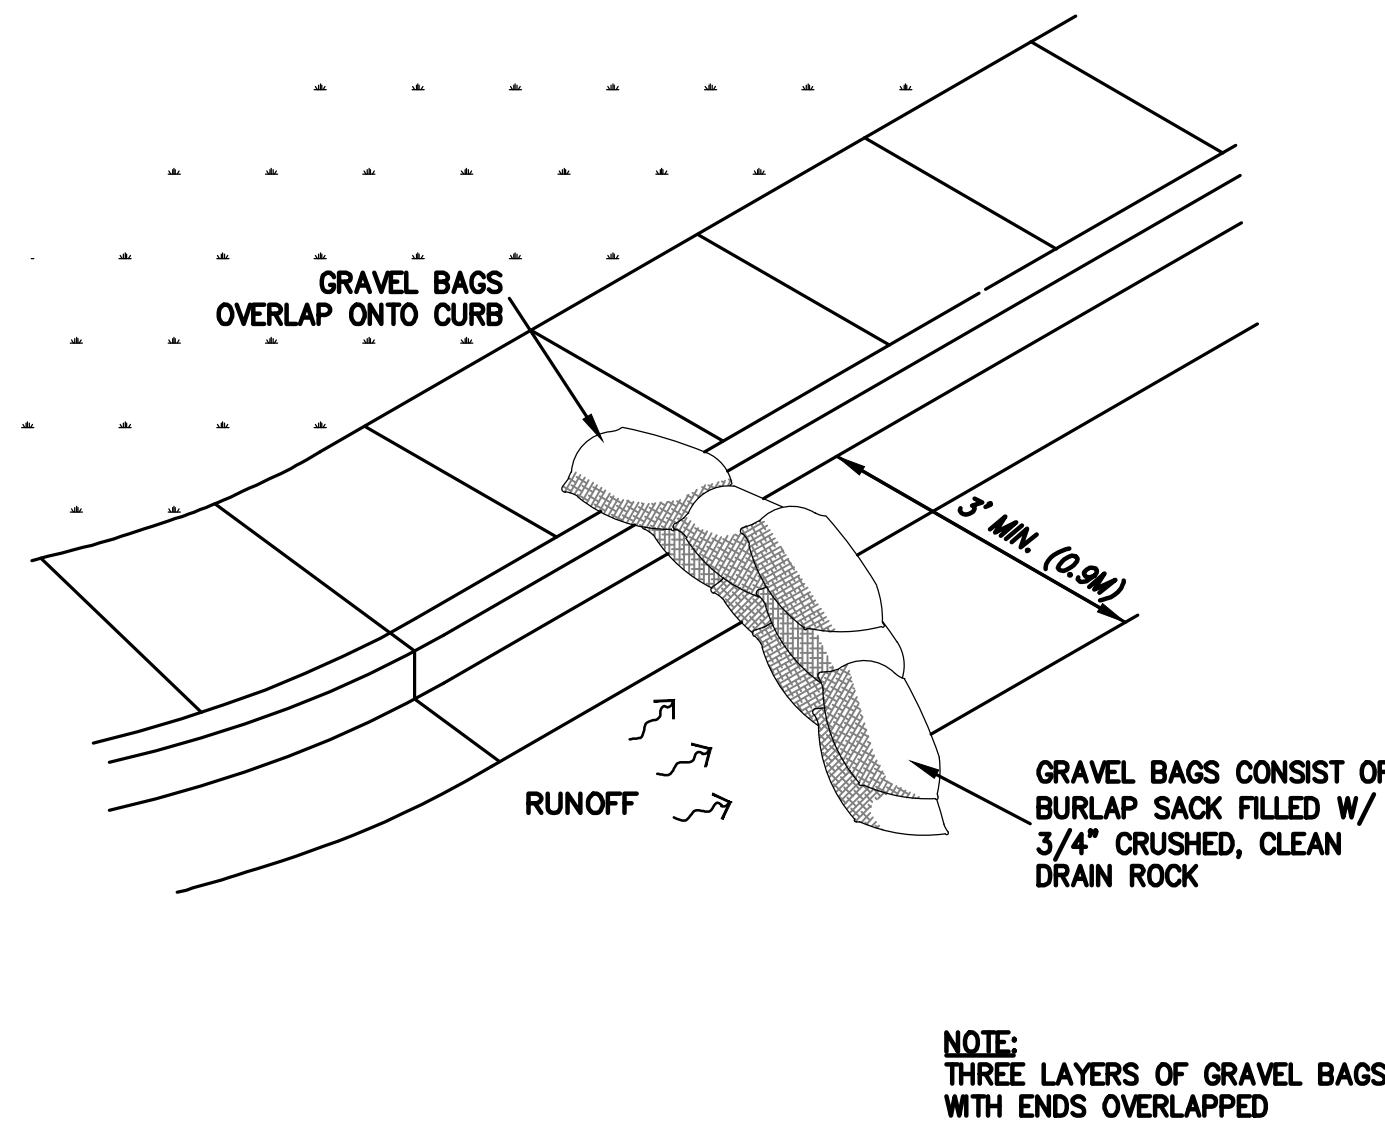 GRAVEL BAGS
OVERLAP ONTO CURB
3' MIN. (0.9M)
RUNOFF
GRAVEL BAGS CONSIST OF
BURLAP SACK FILLED W/
3/4" CRUSHED, CLEAN
DRAIN ROCK
NOTE:
THREE LAYERS OF GRAVEL BAGS
WITH ENDS OVERLAPPED